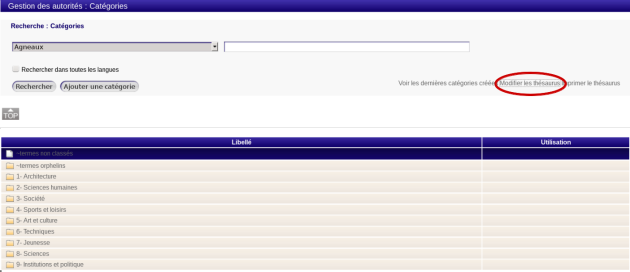 Gestion des autorités : Catégories
Recherche : Catégories
Agneaux
Rechercher dans toutes les langues
Rechercher Ajouter une catégorie
Voir les dernières catégories créées Modifier les thésaurus Imprimer le thésaurus
TOP
Libellé Utilisation
~termes non classés
~termes orphelins
1- Architecture
2- Sciences humaines
3- Société
4- Sports et loisirs
5- Art et culture
6- Techniques
7- Jeunesse
8- Sciences
9- Institutions et politique